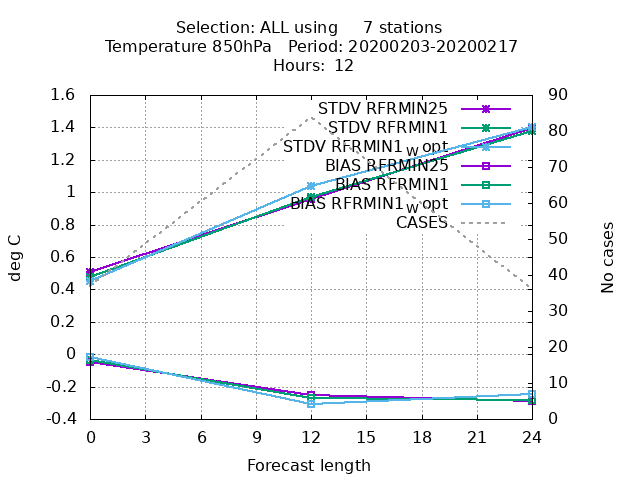 Selection: ALL using     7 stations
Temperature 850hPa   Period: 20200203-20200217
Hours:  12
1.6
1.4
1.2
1
0.8
0.6
0.4
0.2
0
-0.2
-0.4
deg C
STDV RFRMIN25
STDV RFRMIN1
STDV RFRMIN1_w opt
BIAS RFRMIN25
BIAS RFRMIN1
BIAS RFRMIN1_w opt
CASES
90
80
70
60
50
40
30
20
10
0
No cases
0 3 6 9 12 15 18 21 24
Forecast length